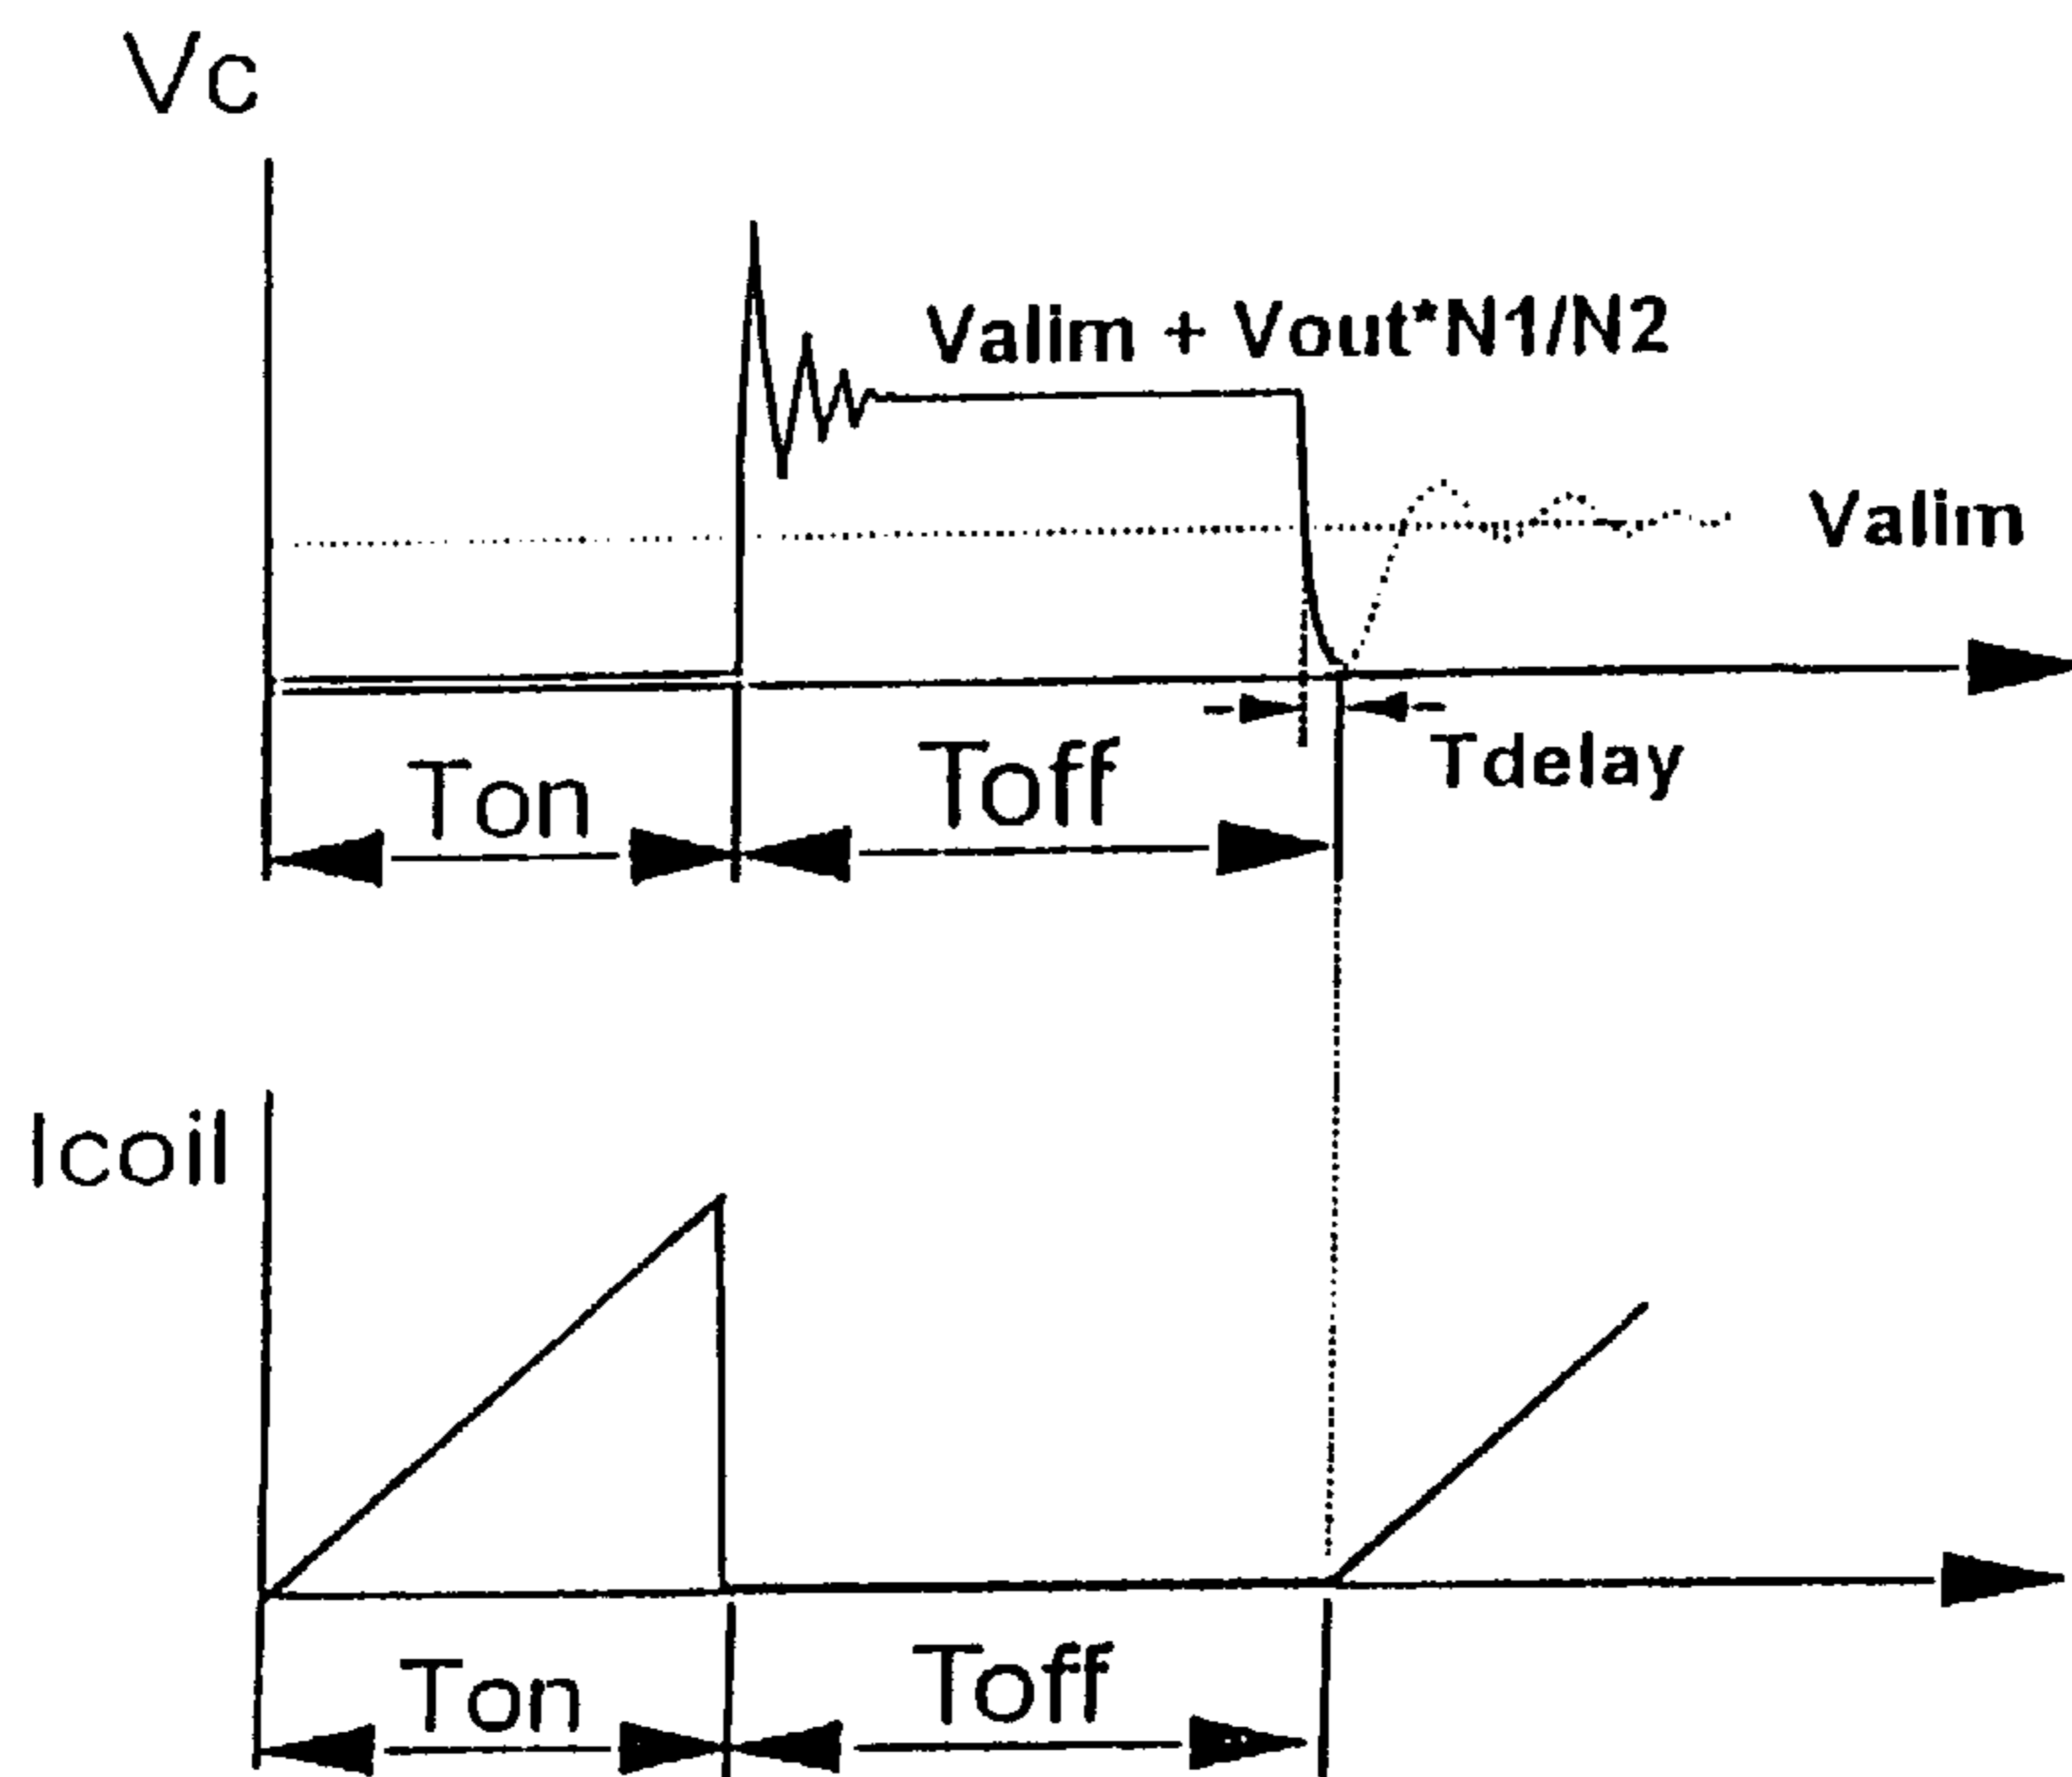 Vc
Valim + Vout*N1/N2
Valim
Ton
Toff
Tdelay
Icoil
Ton
Toff